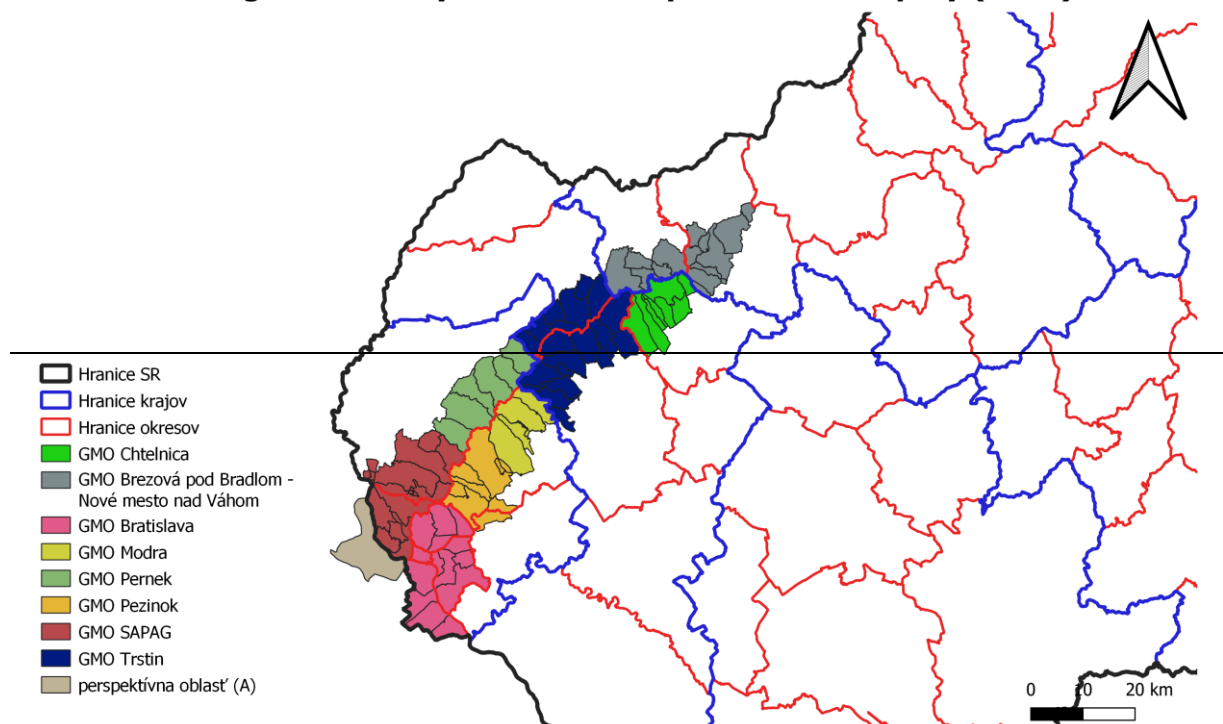 Hranice SR
Hranice krajov
Hranice okresov
GMO Chtelnica
GMO Brezová pod Bradlom -
Nové mesto nad Váhom
GMO Bratislava
GMO Modra
GMO Pernek
GMO Pezinok
GMO SAPAG
GMO Trstin
perspektívna oblasť (A)
0 10 20 km